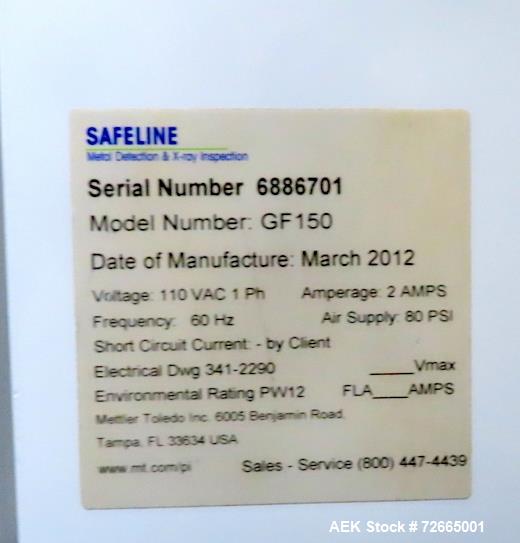 SAFELINE
Metal Detection & X-ray Inspection
Serial Number 6886701
Model Number: GF150
Date of Manufacture: March 2012
Voltage: 110 VAC 1 Ph Amperage: 2 AMPS
Frequency: 60 Hz Air Supply: 80 PSI
Short Circuit Current: - by Client
Electrical Dwg 341-2290 _____Vmax
Environmental Rating PW12 FLA____AMPS
Mettler Toledo Inc. 6005 Benjamin Road,
Tampa, FL 33634 USA
www.mt.com/pi Sales - Service (800) 447-4439
AEK Stock # 72665001